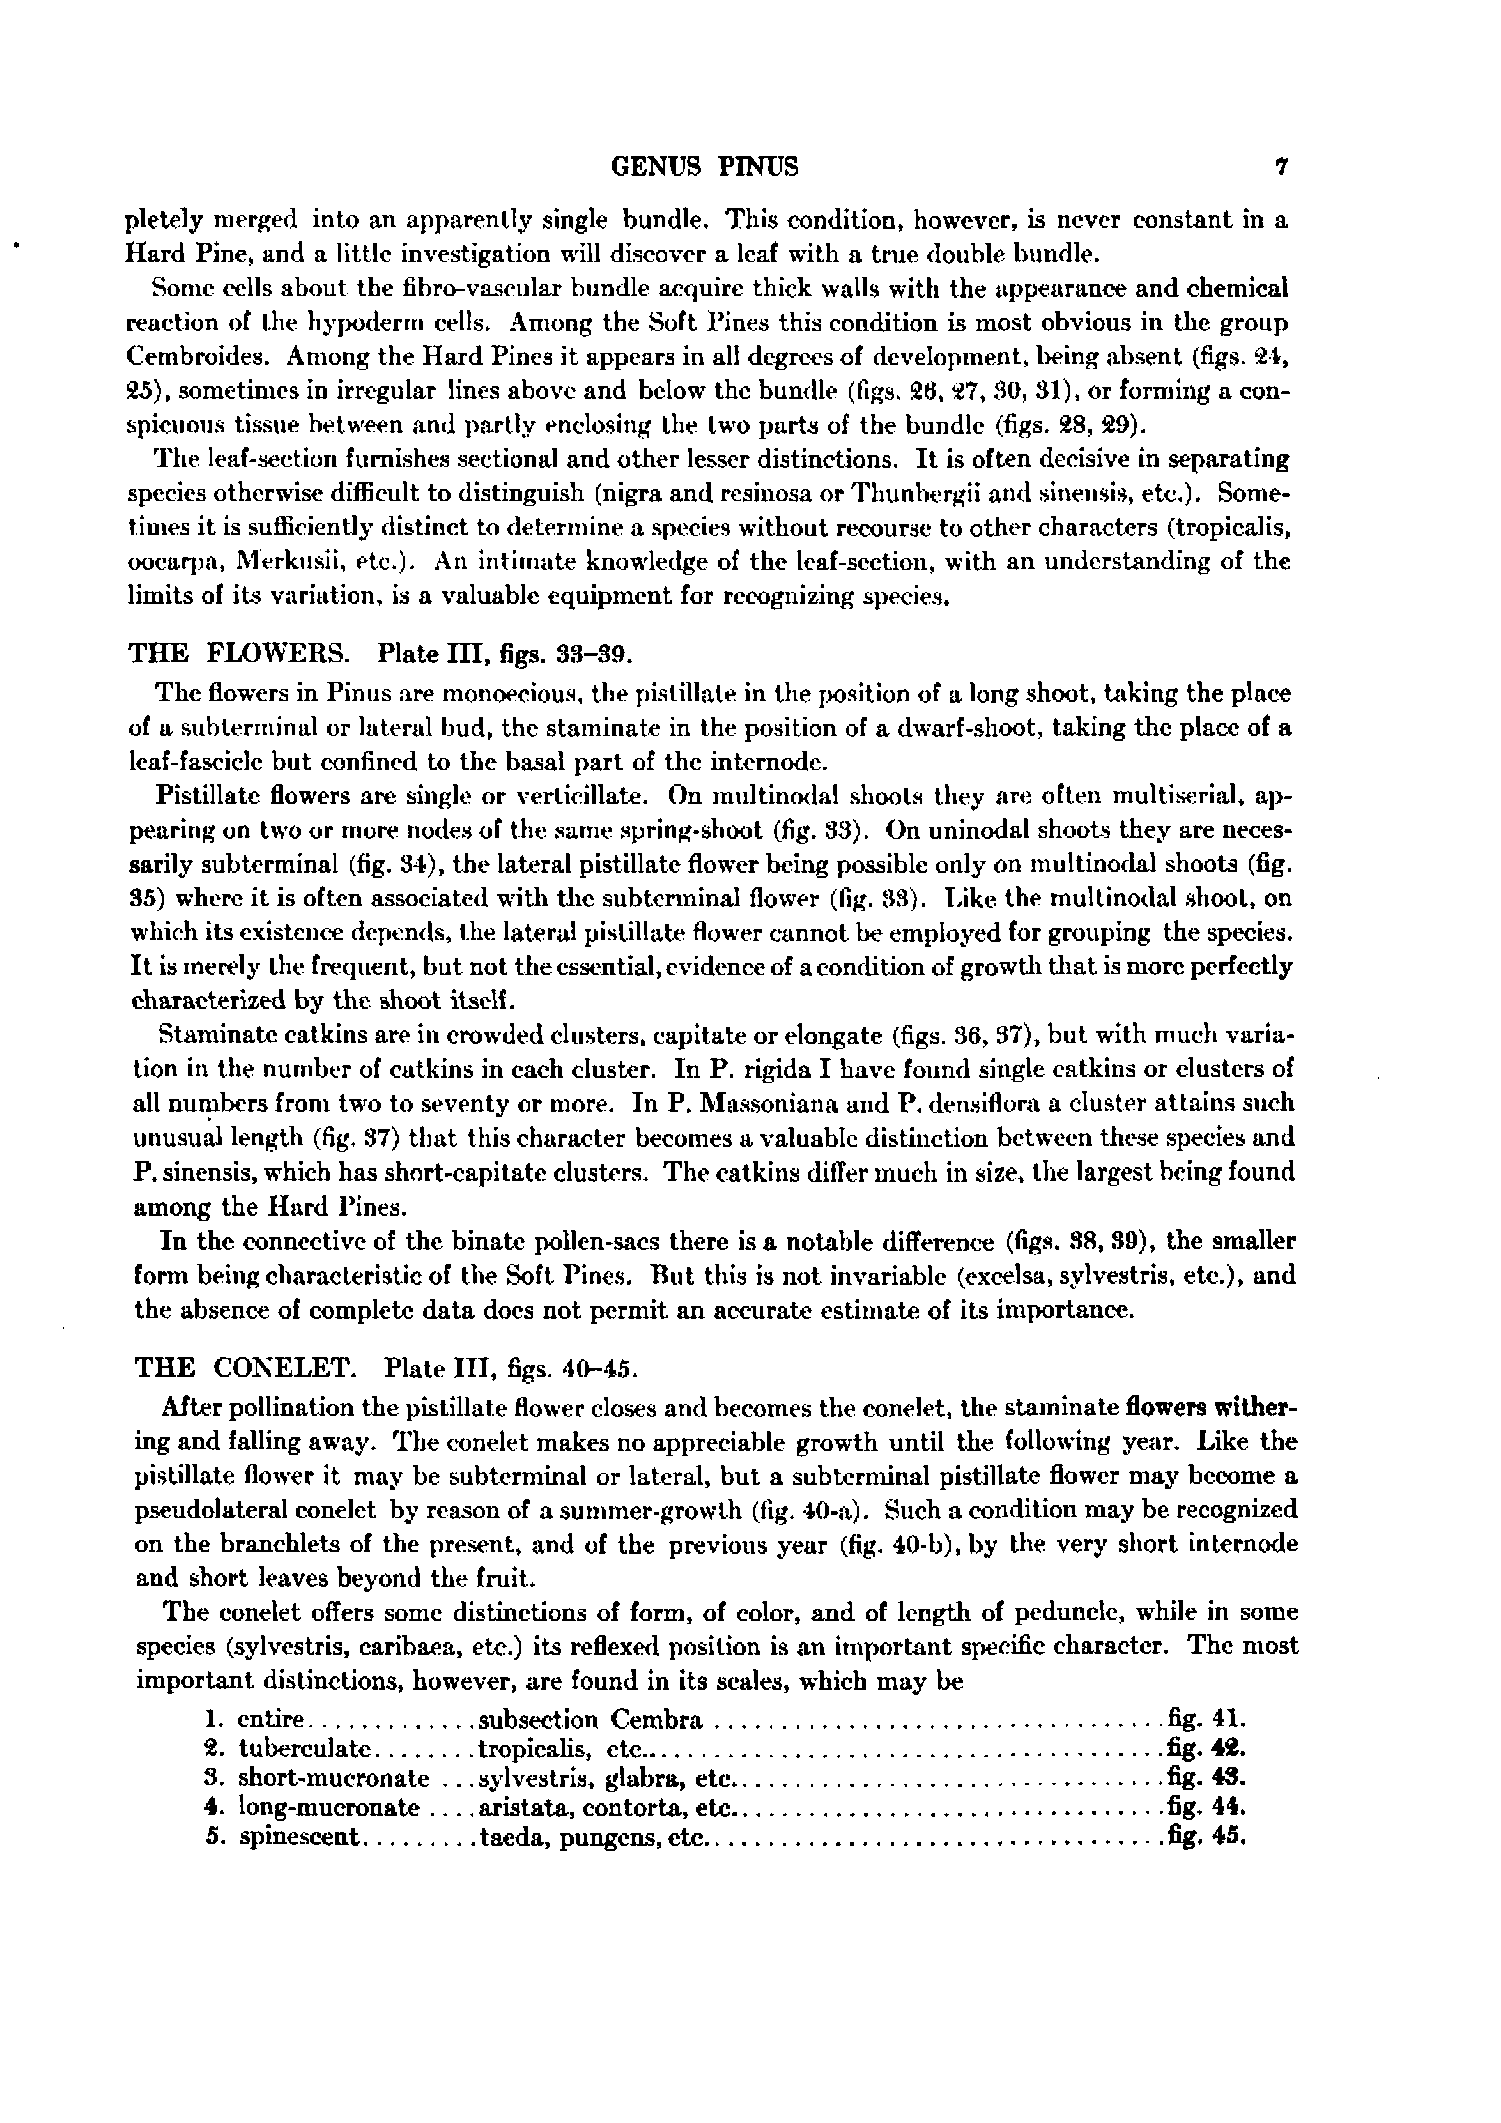 GENUS PINUS 7
pletely merged into an apparently single bundle. This condition, however, is never constant in a
Hard Pine, and a little investigation will discover a leaf with a true double bundle.
Some cells about the fibro-vascular bundle acquire thick walls with the appearance and chemical
reaction of the hypoderm cells. Among the Soft Pines this condition is most obvious in the group
Cembroides. Among the Hard Pines it appears in all degrees of development, being absent (figs. 24,
25), sometimes in irregular lines above and below the bundle (figs. 26, 27, 30, 31), or forming a con-
spicuous tissue between and partly enclosing the two parts of the bundle (figs. 28, 29).
The leaf-section furnishes sectional and other lesser distinctions. It is often decisive in separating
species otherwise difficult to distinguish (nigra and resinosa or Thunbergii and sinensis, etc.). Some-
times it is sufficiently distinct to determine a species without recourse to other characters (tropicalis,
oocarpa, Merkusii, etc.). An intimate knowledge of the leaf-section, with an understanding of the
limits of its variation, is a valuable equipment for recognizing species.
THE FLOWERS. Plate III, figs. 33–39.
The flowers in Pinus are monoecious, the pistillate in the position of a long shoot, taking the place
of a subterminal or lateral bud, the staminate in the position of a dwarf-shoot, taking the place of a
leaf-fascicle but confined to the basal part of the internode.
Pistillate flowers are single or verticillate. On multinodal shoots they are often multiserial, ap-
pearing on two or more nodes of the same spring-shoot (fig. 33). On uninodal shoots they are neces-
sarily subterminal (fig. 34), the lateral pistillate flower being possible only on multinodal shoots (fig.
35) where it is often associated with the subterminal flower (fig. 33). Like the multinodal shoot, on
which its existence depends, the lateral pistillate flower cannot be employed for grouping the species.
It is merely the frequent, but not the essential, evidence of a condition of growth that is more perfectly
characterized by the shoot itself.
Staminate catkins are in crowded clusters, capitate or elongate (figs. 36, 37), but with much varia-
tion in the number of catkins in each cluster. In P. rigida I have found single catkins or clusters of
all numbers from two to seventy or more. In P. Massoniana and P. densiflora a cluster attains such
unusual length (fig. 37) that this character becomes a valuable distinction between these species and
P. sinensis, which has short-capitate clusters. The catkins differ much in size, the largest being found
among the Hard Pines.
In the connective of the binate pollen-sacs there is a notable difference (figs. 38, 39), the smaller
form being characteristic of the Soft Pines. But this is not invariable (excelsa, sylvestris, etc.), and
the absence of complete data does not permit an accurate estimate of its importance.
THE CONELET. Plate III, figs. 40–45.
After pollination the pistillate flower closes and becomes the conelet, the staminate flowers wither-
ing and falling away. The conelet makes no appreciable growth until the following year. Like the
pistillate flower it may be subterminal or lateral, but a subterminal pistillate flower may become a
pseudolateral conelet by reason of a summer-growth (fig. 40-a). Such a condition may be recognized
on the branchlets of the present, and of the previous year (fig. 40-b), by the very short internode
and short leaves beyond the fruit.
The conelet offers some distinctions of form, of color, and of length of peduncle, while in some
species (sylvestris, caribaea, etc.) its reflexed position is an important specific character. The most
important distinctions, however, are found in its scales, which may be
1. entire.............subsection Cembra..................................fig. 41.
2. tuberculate........tropicalis, etc.......................................fig. 42.
3. short-mucronate ...sylvestris, glabra, etc.................................fig. 43.
4. long-mucronate ....aristata, contorta, etc.................................fig. 44.
5. spinescent.........taeda, pungens, etc...................................fig. 45.